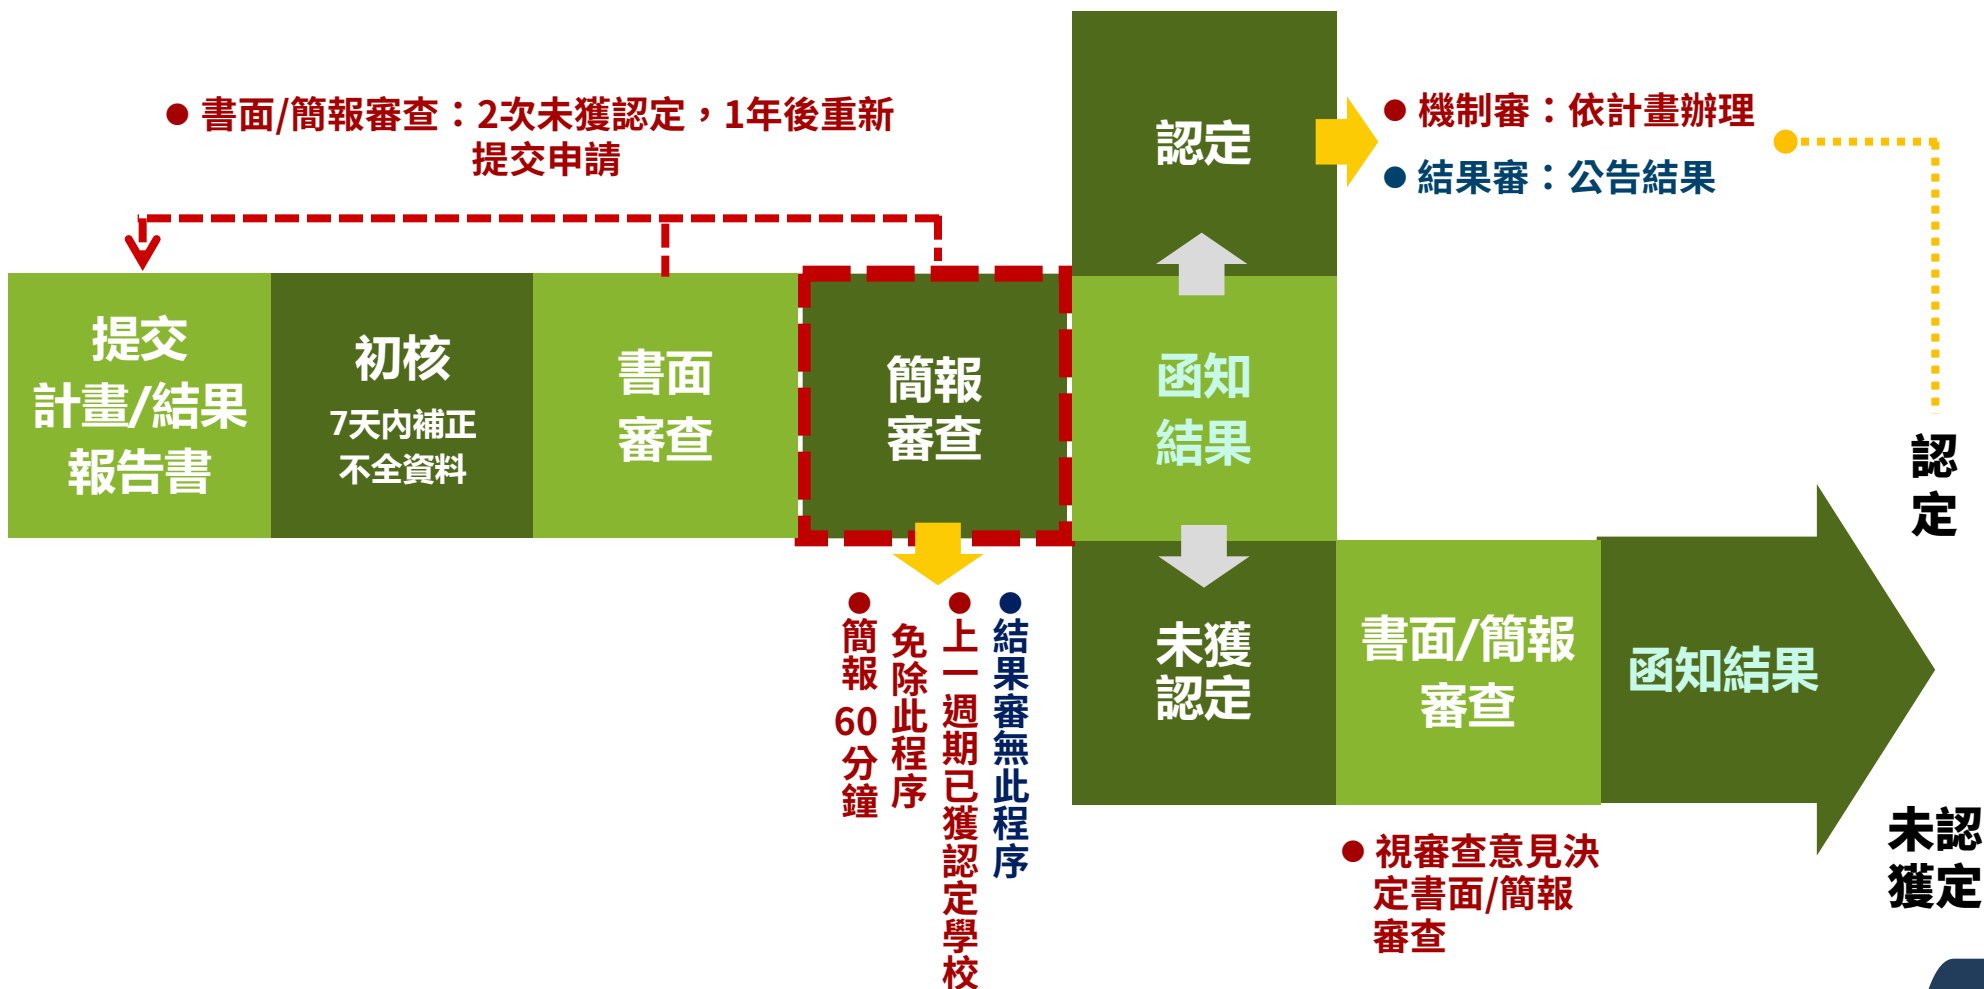 ● 書面/簡報審查：2次未獲認定，1年後重新
提交申請
提交
計畫/結果
報告書
初核
7天內補正
不全資料
書面
審查
簡報
審查
函知
結果
認定
● 機制審：依計畫辦理
● 結果審：公告結果
認
定
● 結果審無此程序
● 上一週期已獲認定學校
免除此程序
● 簡報 60 分鐘
未獲
認定
書面/簡報
審查
函知結果
● 視審查意見決
定書面/簡報
審查
未認
獲定